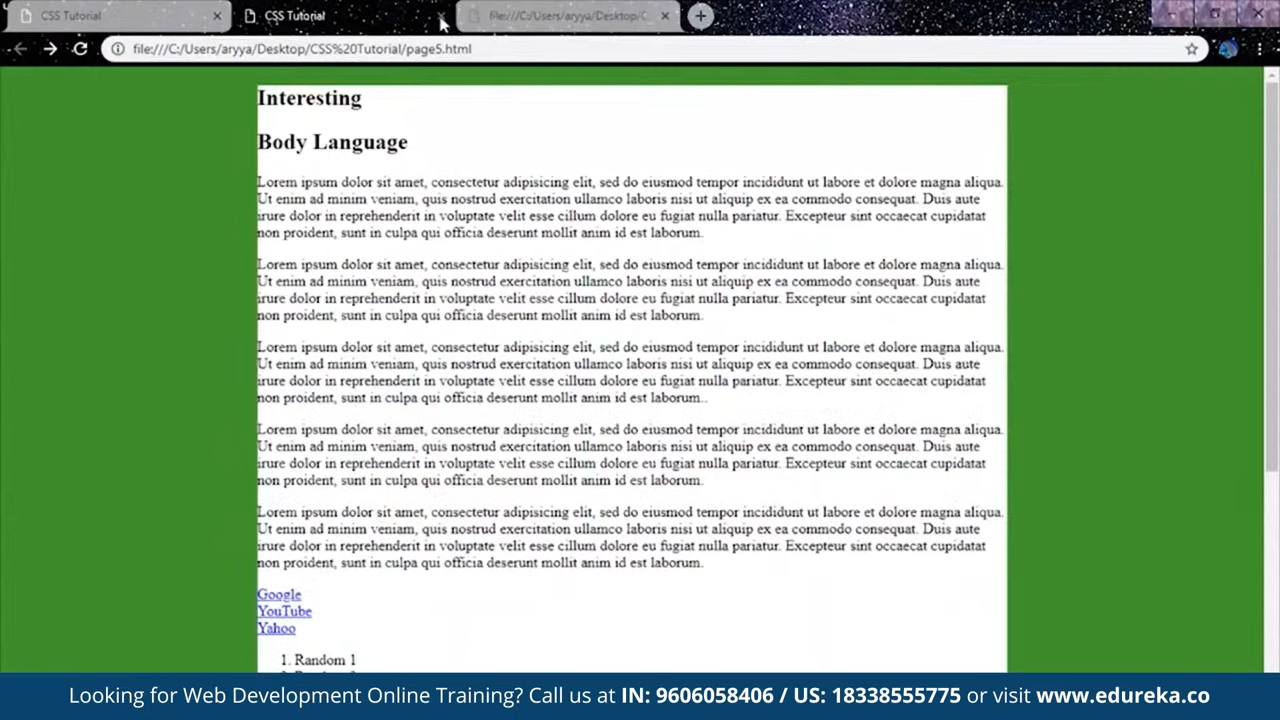 CSS Tutorial
CSS Tutorial
file:///C:/Users/aryya/Desktop/C
file:///C:/Users/aryya/Desktop/CSS%20Tutorial/page5.html
Interesting
Body Language
Lorem ipsum dolor sit amet, consectetur adipisicing elit, sed do eiusmod tempor incididunt ut labore et dolore magna aliqua.
Ut enim ad minim veniam, quis nostrud exercitation ullamco laboris nisi ut aliquip ex ea commodo consequat. Duis aute
irure dolor in reprehenderit in voluptate velit esse cillum dolore eu fugiat nulla pariatur. Excepteur sint occaecat cupidatat
non proident, sunt in culpa qui officia deserunt mollit anim id est laborum.
Lorem ipsum dolor sit amet, consectetur adipisicing elit, sed do eiusmod tempor incididunt ut labore et dolore magna aliqua.
Ut enim ad minim veniam, quis nostrud exercitation ullamco laboris nisi ut aliquip ex ea commodo consequat. Duis aute
irure dolor in reprehenderit in voluptate velit esse cillum dolore eu fugiat nulla pariatur. Excepteur sint occaecat cupidatat
non proident, sunt in culpa qui officia deserunt mollit anim id est laborum.
Lorem ipsum dolor sit amet, consectetur adipisicing elit, sed do eiusmod tempor incididunt ut labore et dolore magna aliqua.
Ut enim ad minim veniam, quis nostrud exercitation ullamco laboris nisi ut aliquip ex ea commodo consequat. Duis aute
irure dolor in reprehenderit in voluptate velit esse cillum dolore eu fugiat nulla pariatur. Excepteur sint occaecat cupidatat
non proident, sunt in culpa qui officia deserunt mollit anim id est laborum..
Lorem ipsum dolor sit amet, consectetur adipisicing elit, sed do eiusmod tempor incididunt ut labore et dolore magna aliqua.
Ut enim ad minim veniam, quis nostrud exercitation ullamco laboris nisi ut aliquip ex ea commodo consequat. Duis aute
irure dolor in reprehenderit in voluptate velit esse cillum dolore eu fugiat nulla pariatur. Excepteur sint occaecat cupidatat
non proident, sunt in culpa qui officia deserunt mollit anim id est laborum.
Lorem ipsum dolor sit amet, consectetur adipisicing elit, sed do eiusmod tempor incididunt ut labore et dolore magna aliqua.
Ut enim ad minim veniam, quis nostrud exercitation ullamco laboris nisi ut aliquip ex ea commodo consequat. Duis aute
irure dolor in reprehenderit in voluptate velit esse cillum dolore eu fugiat nulla pariatur. Excepteur sint occaecat cupidatat
non proident, sunt in culpa qui officia deserunt mollit anim id est laborum.
Google
YouTube
Yahoo
1. Random 1
Looking for Web Development Online Training? Call us at IN: 9606058406 / US: 18338555775 or visit www.edureka.co